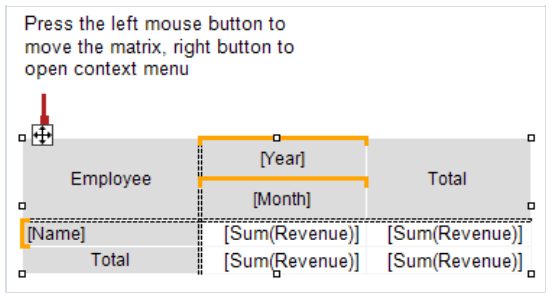 Press the left mouse button to
move the matrix, right button to
open context menu
[Year]
Employee Total
[Month]
[Name] [Sum(Revenue)] [Sum(Revenue)]
Total [Sum(Revenue)] [Sum(Revenue)]